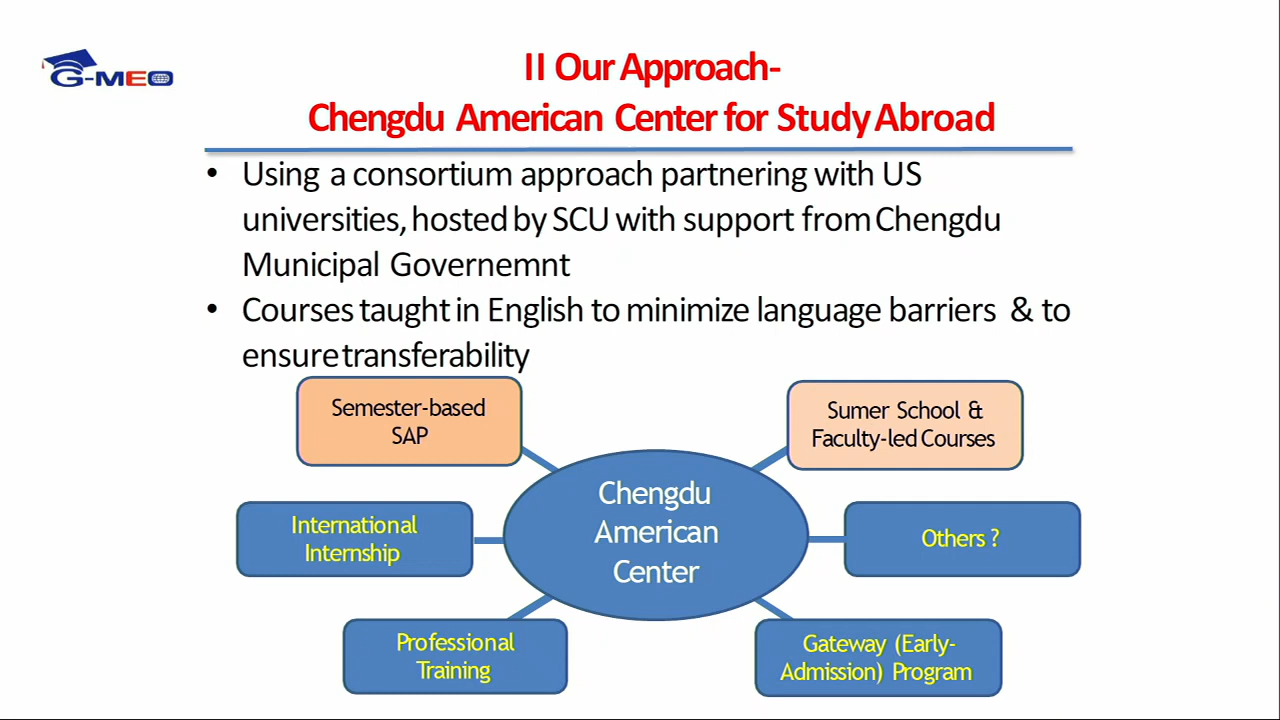 G-MEO
II Our Approach-
Chengdu American Center for Study Abroad
• Using a consortium approach partnering with US
universities, hosted by SCU with support from Chengdu
Municipal Governemnt
• Courses taught in English to minimize language barriers & to
ensure transferability
Semester-based
SAP
Sumer School &
Faculty-led Courses
Chengdu
American
Center
International
Internship
Others ?
Professional
Training
Gateway (Early-
Admission) Program